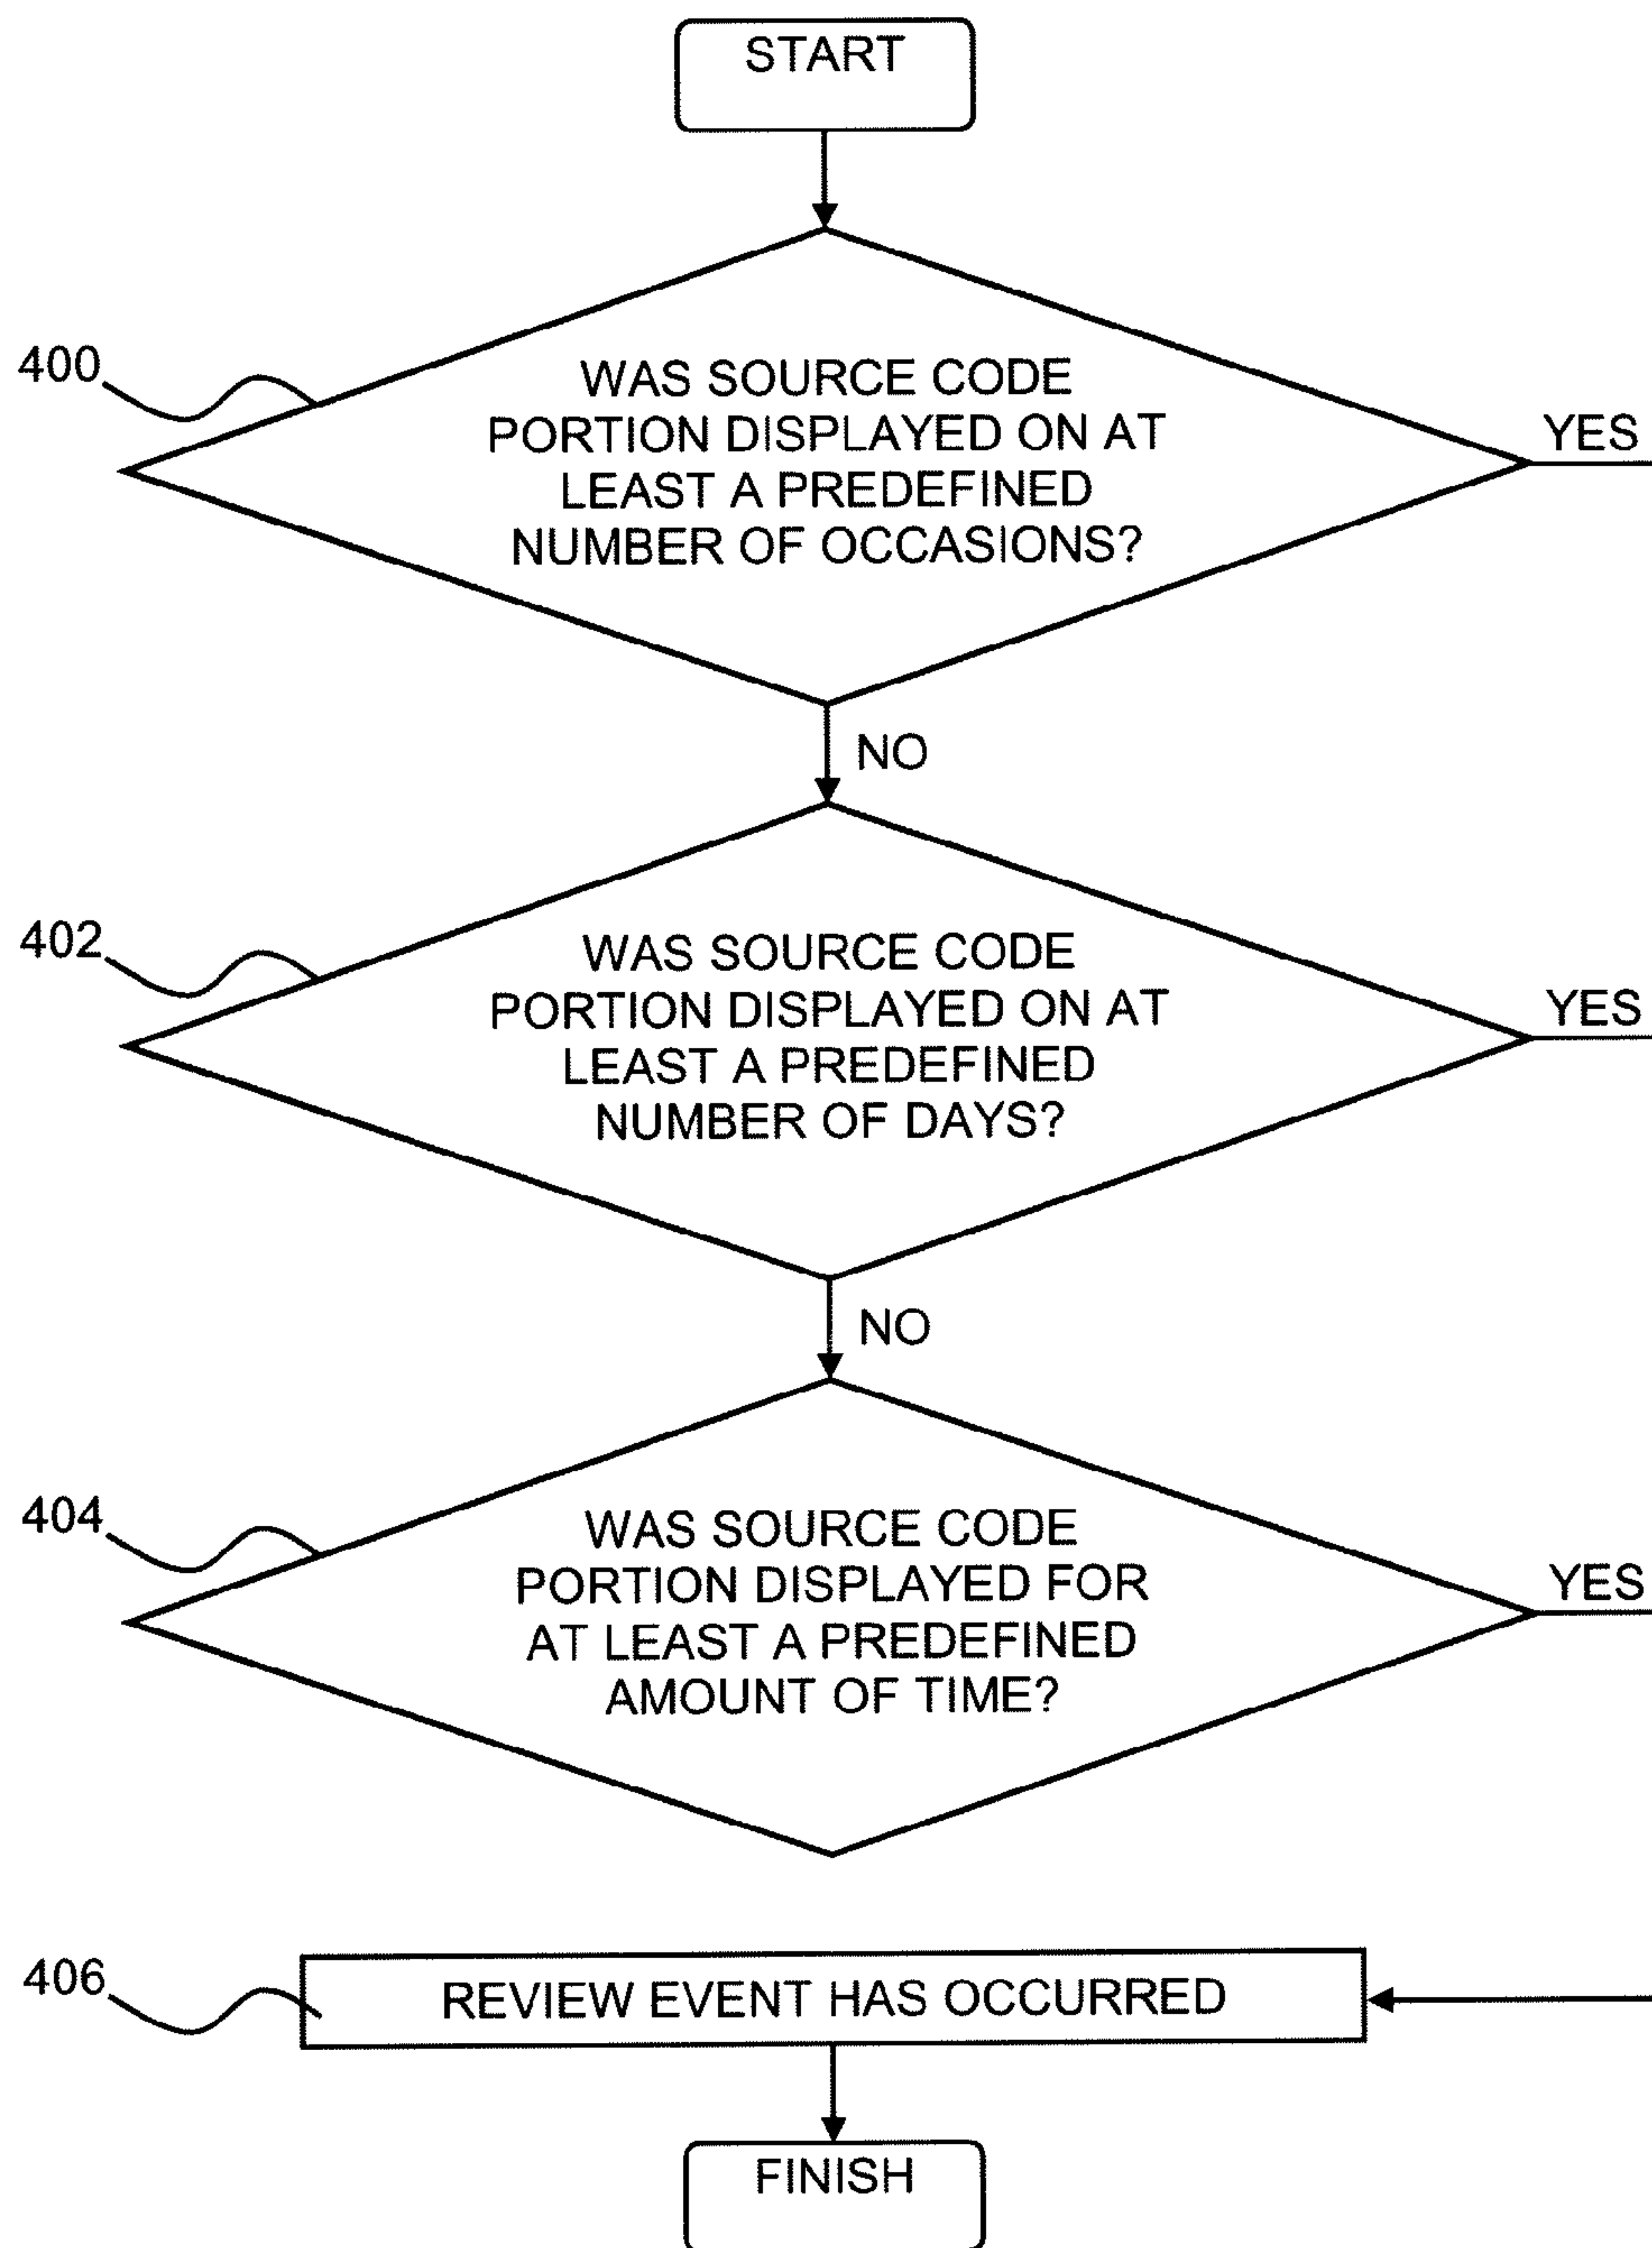 START
400
WAS SOURCE CODE
PORTION DISPLAYED ON AT
LEAST A PREDEFINED
NUMBER OF OCCASIONS?
YES
NO
402
WAS SOURCE CODE
PORTION DISPLAYED ON AT
LEAST A PREDEFINED
NUMBER OF DAYS?
YES
NO
404
WAS SOURCE CODE
PORTION DISPLAYED FOR
AT LEAST A PREDEFINED
AMOUNT OF TIME?
YES
406
REVIEW EVENT HAS OCCURRED
FINISH